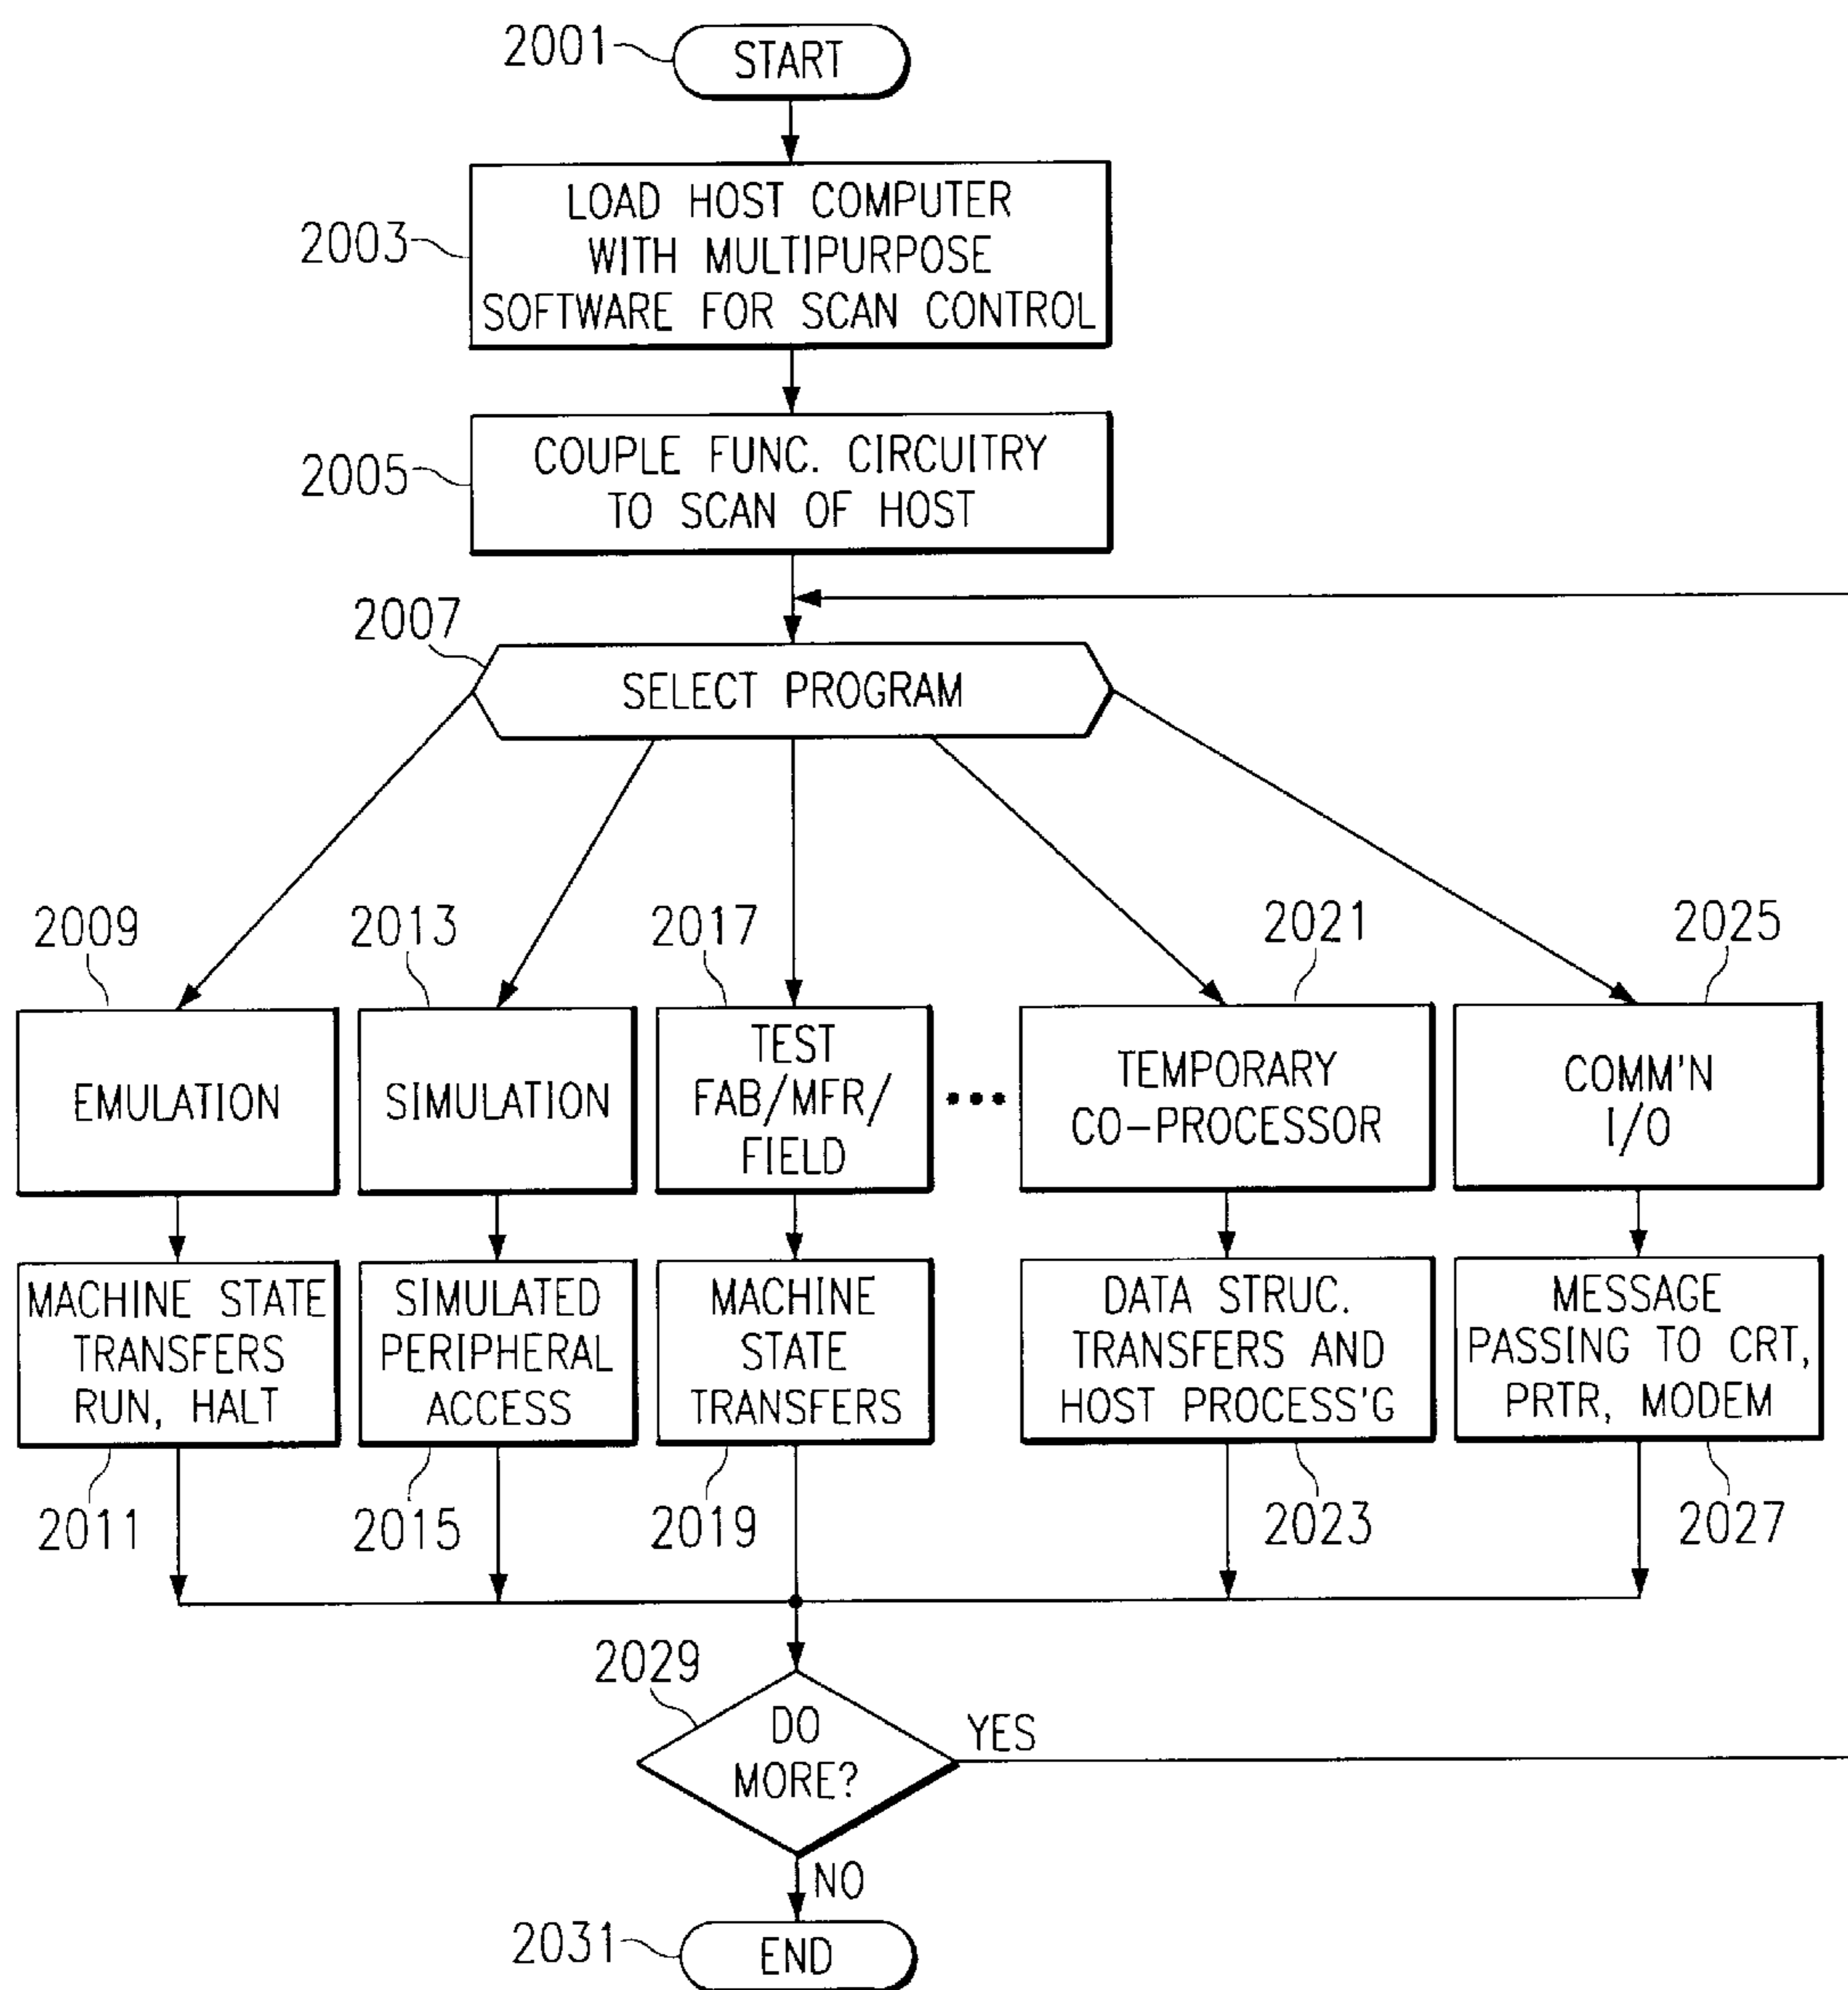 2001
START
2003
LOAD HOST COMPUTER
WITH MULTIPURPOSE
SOFTWARE FOR SCAN CONTROL
2005
COUPLE FUNC. CIRCUITRY
TO SCAN OF HOST
2007
SELECT PROGRAM
2009
2013
2017
2021
2025
EMULATION
SIMULATION
TEST
FAB/MFR/
FIELD
•••
TEMPORARY
CO-PROCESSOR
COMM'N
I/O
MACHINE STATE
TRANSFERS
RUN, HALT
SIMULATED
PERIPHERAL
ACCESS
MACHINE
STATE
TRANSFERS
DATA STRUC.
TRANSFERS AND
HOST PROCESS'G
MESSAGE
PASSING TO CRT,
PRTR, MODEM
2011
2015
2019
2023
2027
2029
DO
MORE?
YES
NO
2031
END